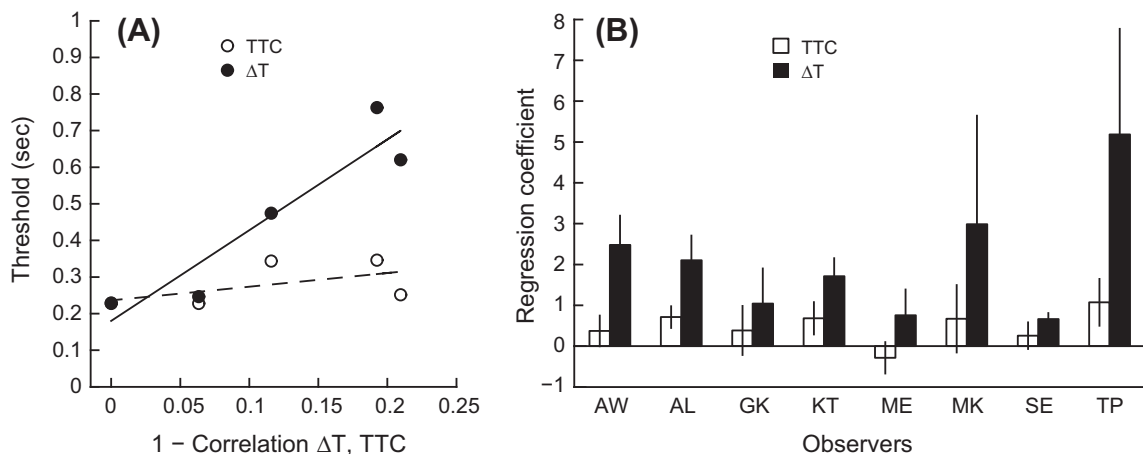 (A)
TTC
ΔT
1
0.9
0.8
0.7
0.6
0.5
0.4
0.3
0.2
0.1
0
Threshold (sec)
0 0.05 0.1 0.15 0.2 0.25
1 − Correlation ΔT, TTC
(B)
TTC
ΔT
8
7
6
5
4
3
2
1
0
−1
Regression coefficient
AW AL GK KT ME MK SE TP
Observers